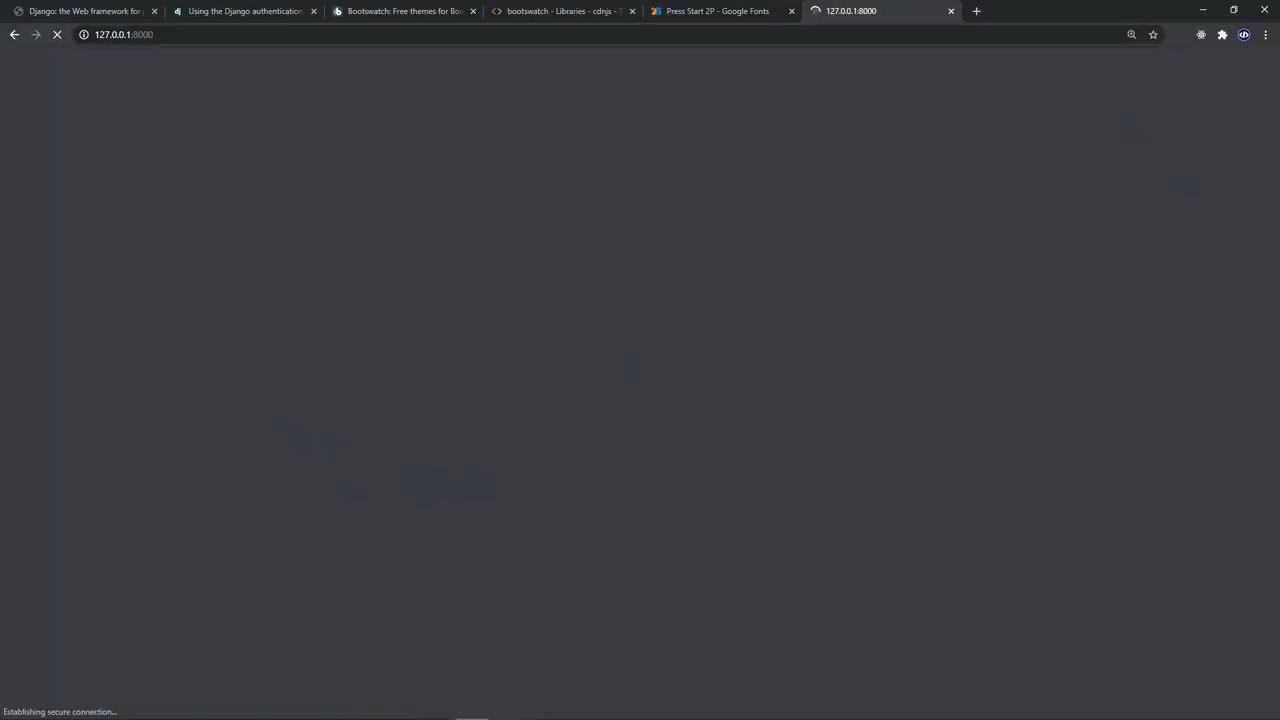 Django: the Web framework for
Using the Django authentication
Bootswatch: Free themes for Boo
bootswatch - Libraries - cdnjs - T
Press Start 2P - Google Fonts
127.0.0.1:8000
127.0.0.1:8000
Establishing secure connection...